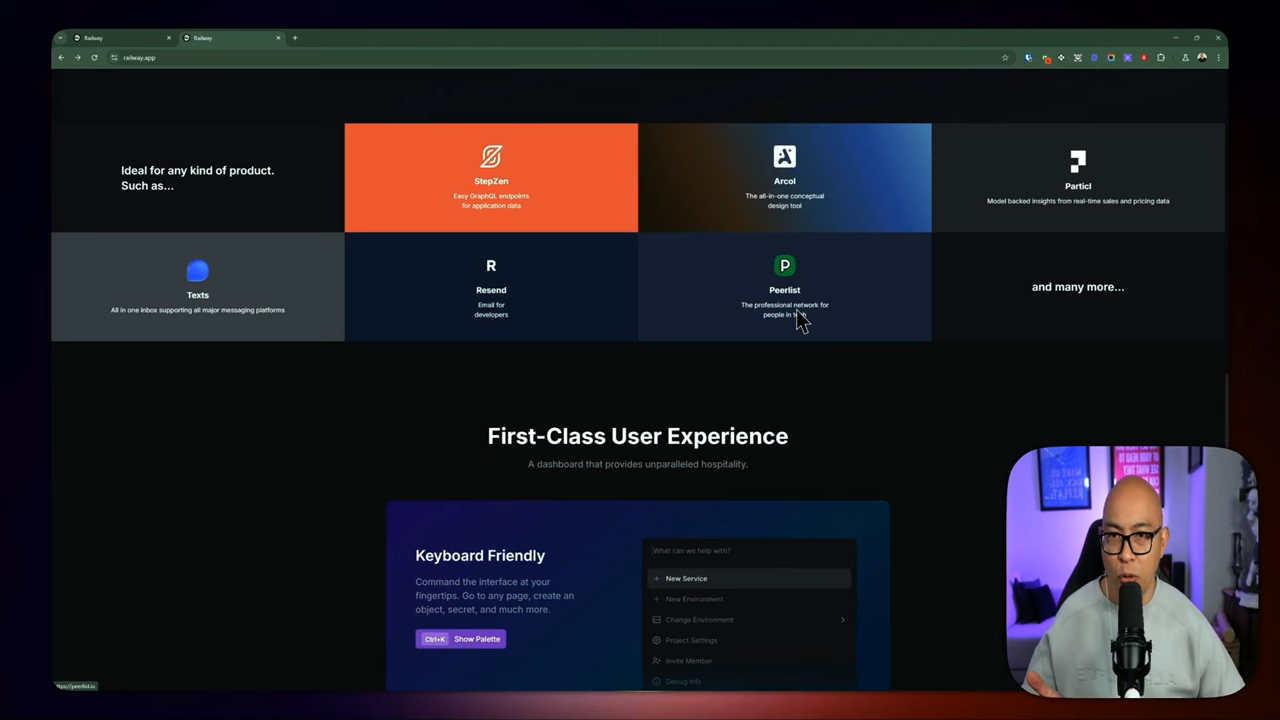 Railway
Railway
railway.app
Ideal for any kind of product.
Such as...
StepZen
Easy GraphQL endpoints
for application data
Arcol
The all-in-one conceptual
design tool
Particl
Model backed insights from real-time sales and pricing data
Texts
All in one inbox supporting all major messaging platforms
R
Resend
Email for
developers
P
Peerlist
The professional network for
people in tech
and many more...
First-Class User Experience
A dashboard that provides unparalleled hospitality.
Keyboard Friendly
Command the interface at your
fingertips. Go to any page, create an
object, secret, and much more.
Ctrl+K Show Palette
What can we help with?
New Service
New Environment
Change Environment
Project Settings
Invite Member
Debug Info
https://peerlist.io